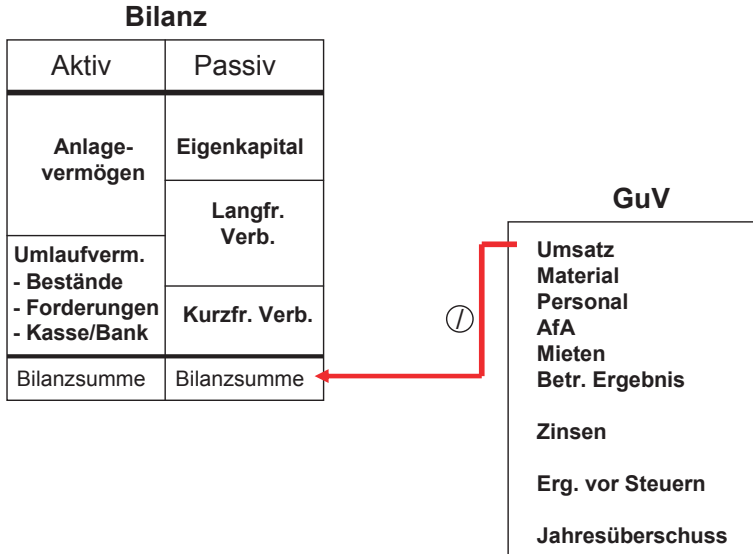 Bilanz
Aktiv
Passiv
Anlage-
vermögen
Umlaufverm.
- Bestände
- Forderungen
- Kasse/Bank
Eigenkapital
Langfr.
Verb.
Kurzfr. Verb.
Bilanzsumme
Bilanzsumme
/
GuV
Umsatz
Material
Personal
AfA
Mieten
Betr. Ergebnis
Zinsen
Erg. vor Steuern
Jahresüberschuss